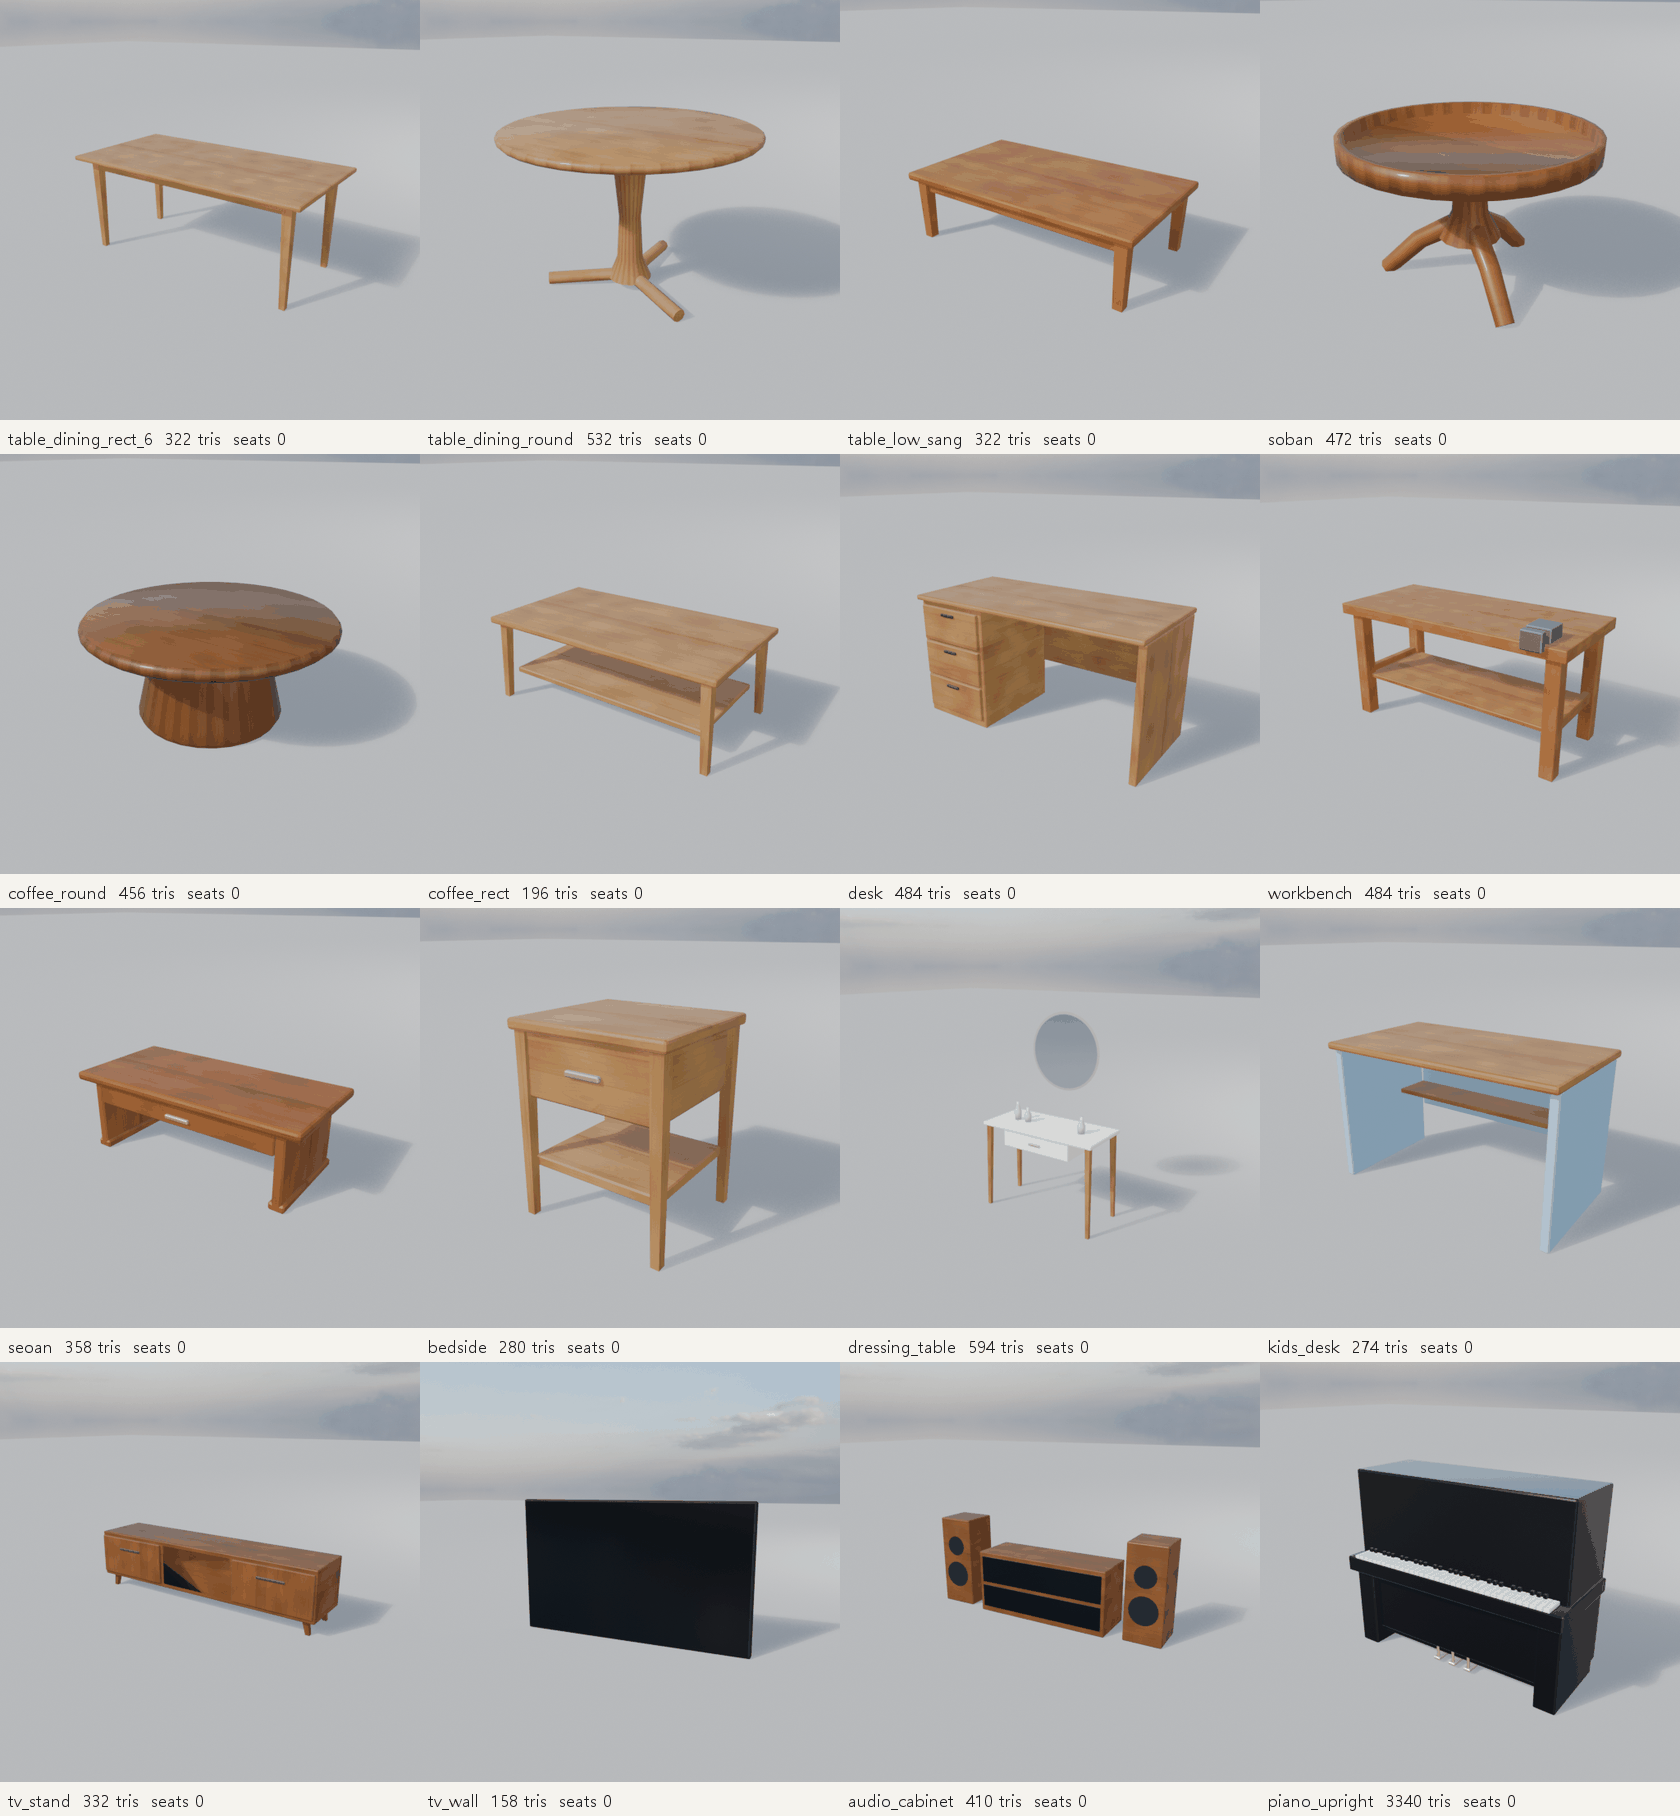 table_dining_rect_6 322 tris seats 0
table_dining_round 532 tris seats 0
table_low_sang 322 tris seats 0
soban 472 tris seats 0
coffee_round 456 tris seats 0
coffee_rect 196 tris seats 0
desk 484 tris seats 0
workbench 484 tris seats 0
seoan 358 tris seats 0
bedside 280 tris seats 0
dressing_table 594 tris seats 0
kids_desk 274 tris seats 0
tv_stand 332 tris seats 0
tv_wall 158 tris seats 0
audio_cabinet 410 tris seats 0
piano_upright 3340 tris seats 0